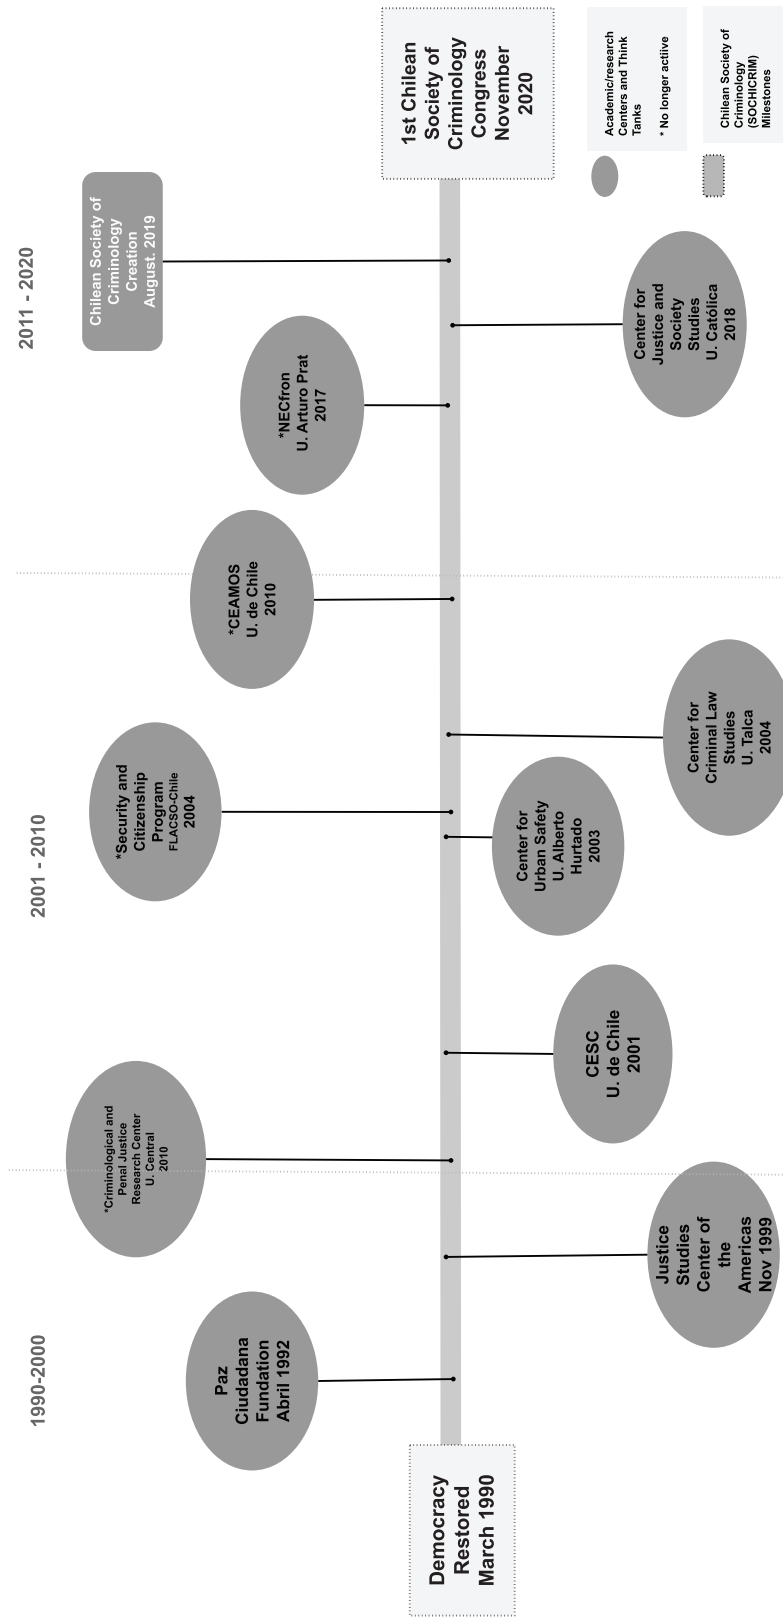 1990-2000
2001 - 2010
2011 - 2020
Democracy
Restored
March 1990
Paz
Ciudadana
Fundation
Abril 1992
Justice
Studies
Center of
the
Americas
Nov 1999
*Criminological and
Penal Justice
Research Center
U. Central
2010
CESC
U. de Chile
2001
Center for
Urban Safety
U. Alberto
Hurtado
2003
*Security and
Citizenship
Program
FLACSO-Chile
2004
Center for
Criminal Law
Studies
U. Talca
2004
*CEAMOS
U. de Chile
2010
*NECfron
U. Arturo Prat
2017
Center for
Justice and
Society
Studies
U. Católica
2018
Chilean Society of
Criminology
Creation
August. 2019
1st Chilean
Society of
Criminology
Congress
November
2020
Academic/research
Centers and Think
Tanks
* No longer actiive
Chilean Society of
Criminology
(SOCHICRIM)
Milestones